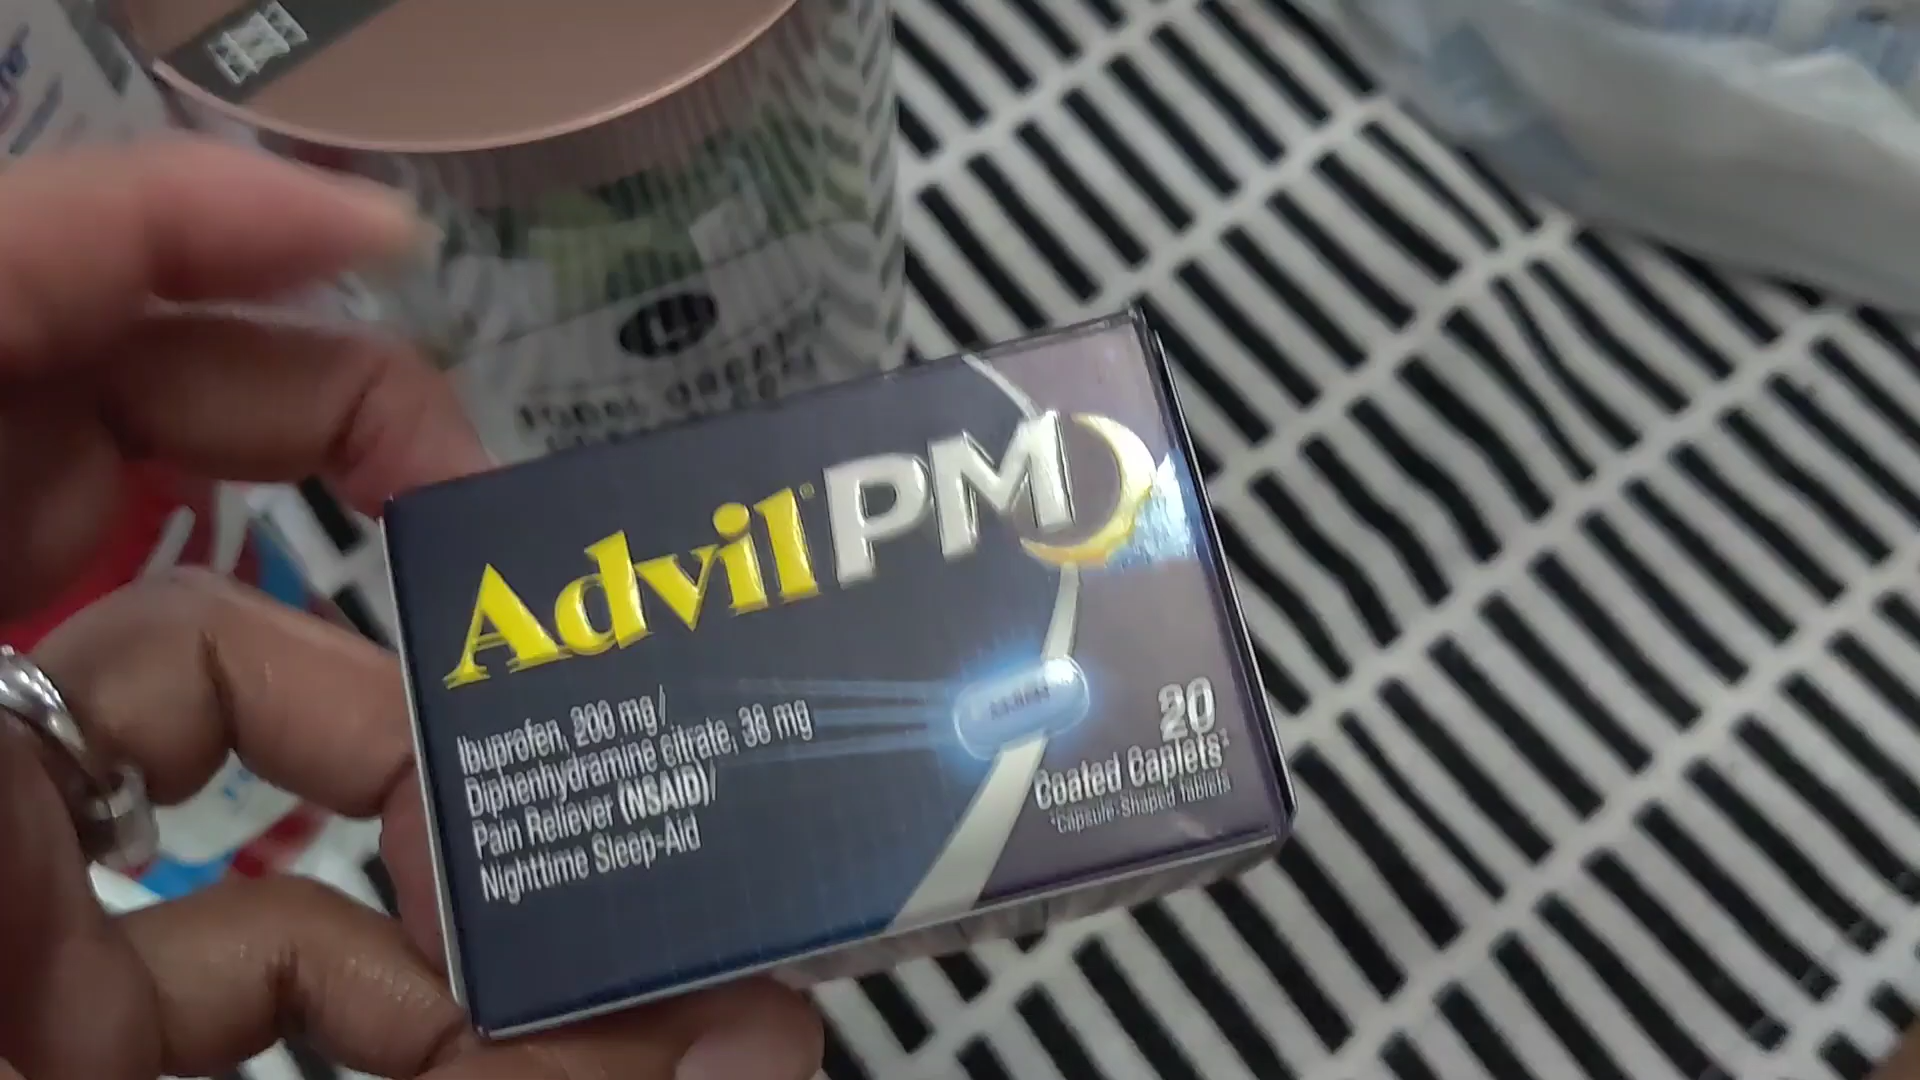 Advil® PM
Ibuprofen, 200 mg/
Diphenhydramine citrate, 38 mg
Pain Reliever (NSAID)/
Nighttime Sleep-Aid
20
Coated Caplets‡
‡Capsule-Shaped Tablets